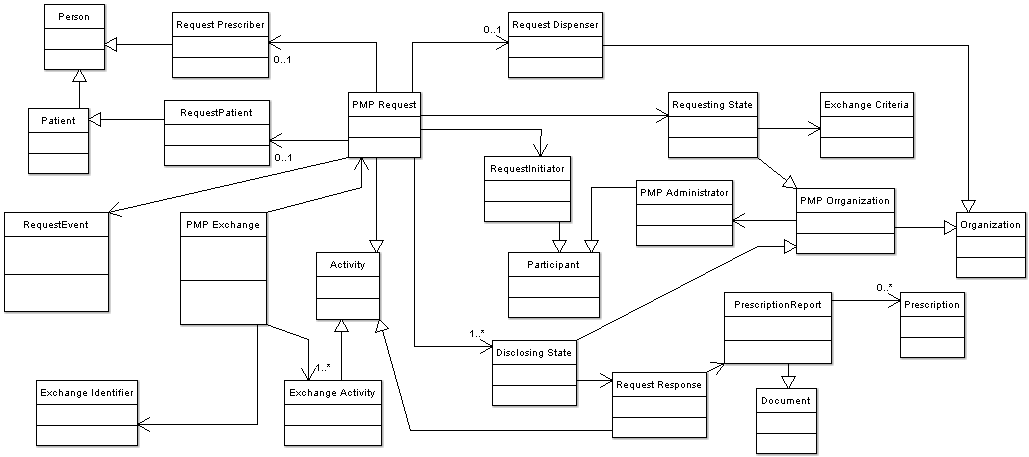 Person
Request Prescriber
Request Dispenser
0..1
0..1
PMP Request
Requesting State
Exchange Criteria
Patient
RequestPatient
0..1
RequestInitiator
PMP Administrator
PMP Orrganization
RequestEvent
PMP Exchange
Organization
Activity
Participant
0..*
PrescriptionReport
Prescription
1..*
Disclosing State
1..*
Exchange Identifier
Exchange Activity
Request Response
Document